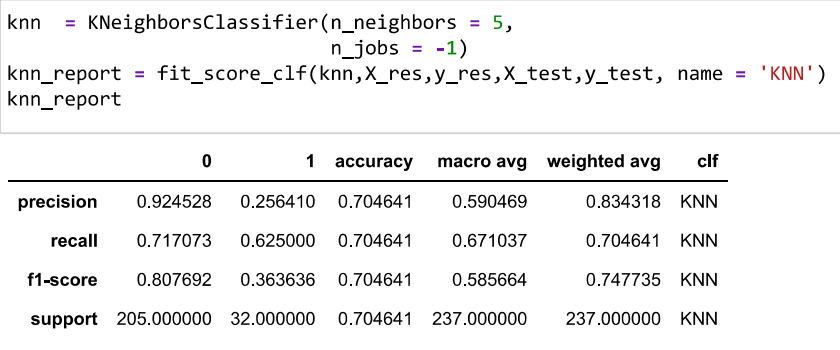 knn  = KNeighborsClassifier(n_neighbors = 5,
                            n_jobs = -1)
knn_report = fit_score_clf(knn,X_res,y_res,X_test,y_test, name = 'KNN')
knn_report
0 1 accuracy macro avg weighted avg clf
precision 0.924528 0.256410 0.704641 0.590469 0.834318 KNN
recall 0.717073 0.625000 0.704641 0.671037 0.704641 KNN
f1-score 0.807692 0.363636 0.704641 0.585664 0.747735 KNN
support 205.000000 32.000000 0.704641 237.000000 237.000000 KNN